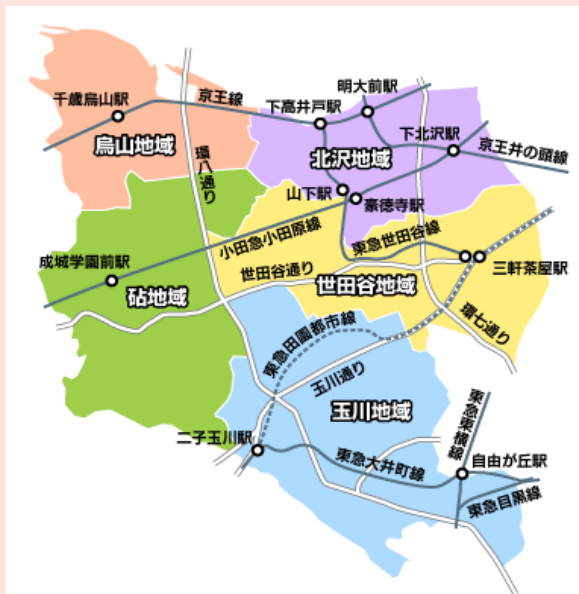 明大前駅
千歳烏山駅
京王線
下高井戸駅
烏山地域
下北沢駅
環八通り
北沢地域
京王井の頭線
山下駅
豪徳寺駅
小田急小田原線
東急世田谷線
成城学園前駅
世田谷通り
三軒茶屋駅
砧地域
世田谷地域
環七通り
東急田園都市線
玉川通り
玉川地域
東急東横線
二子玉川駅
東急大井町線
自由が丘駅
東急目黒線